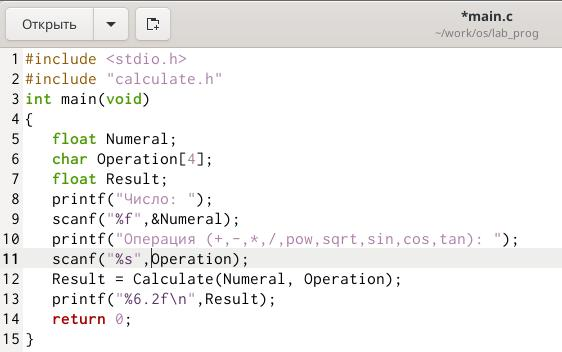 Открыть
*main.c
~/work/os/lab_prog
1 #include <stdio.h>
2 #include "calculate.h"
3 int main(void)
4 {
5    float Numeral;
6    char Operation[4];
7    float Result;
8    printf("Число: ");
9    scanf("%f",&Numeral);
10    printf("Операция (+,-,*,/,pow,sqrt,sin,cos,tan): ");
11    scanf("%s",Operation);
12    Result = Calculate(Numeral, Operation);
13    printf("%6.2f\n",Result);
14    return 0;
15 }